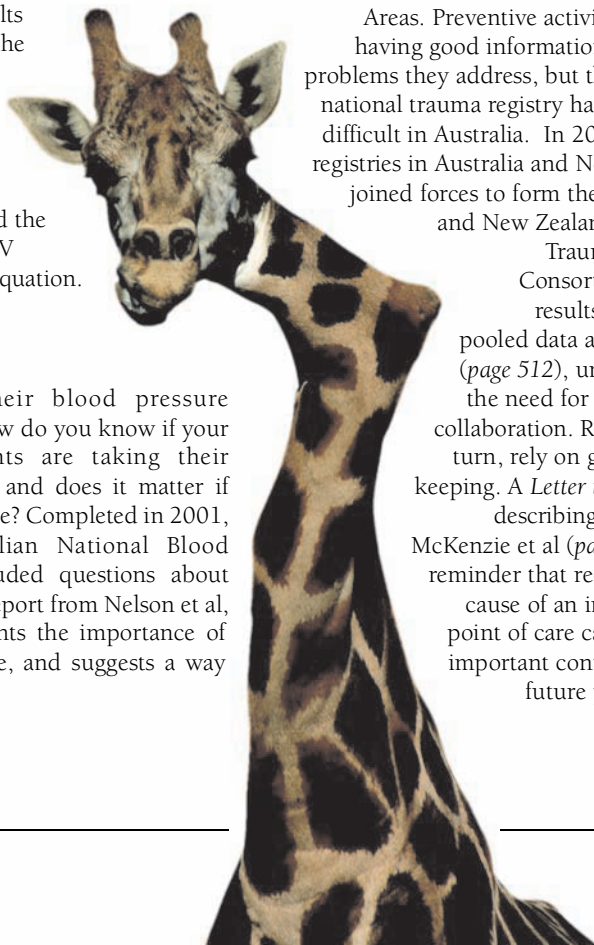 lts
he
d the
V
quation.
eir blood pressure
w do you know if your
nts are taking their
and does it matter if
e? Completed in 2001,
lian National Blood
uded questions about
eport from Nelson et al,
nts the importance of
e, and suggests a way
Areas. Preventive activi
having good information
problems they address, but t
national trauma registry ha
difficult in Australia. In 20
registries in Australia and N
joined forces to form the
and New Zealan
Traum
Consort
results
pooled data a
(page 512), un
the need for
collaboration. R
turn, rely on g
keeping. A Letter
describing
McKenzie et al (pa
reminder that re
cause of an in
point of care ca
important cont
future